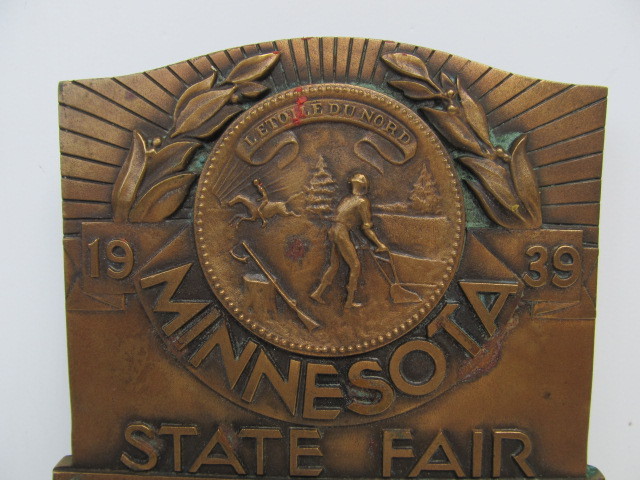 L'ETOILE DU NORD
19 39
MINNESOTA
STATE FAIR